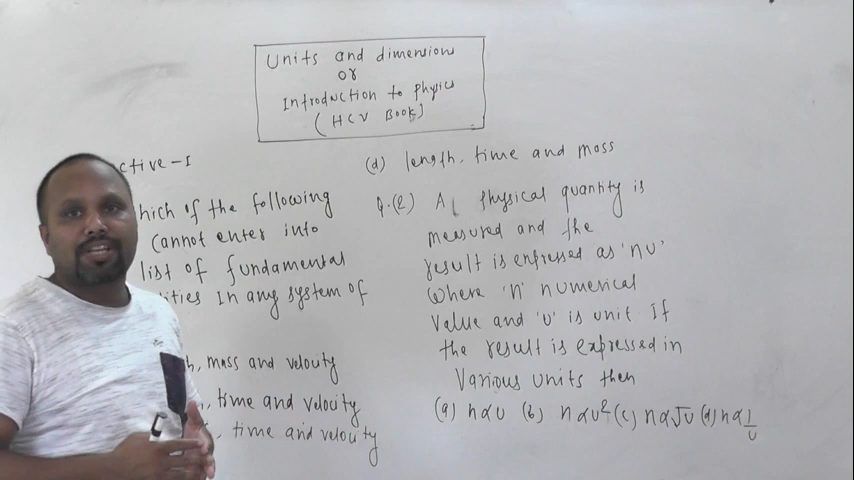 Units and dimensions
or
Introduction to physics
(HCV Book)
ctive-I
hich of the following
cannot enter into
list of fundamental
ities In any system of
h, mass and velocity
, time and velocity
, time and velocity
(d) length, time and mass
Q.(2) A physical quantity is
measured and the
result is expressed as 'nu'
where 'n' numerical
value and 'u' is unit If
the result is expressed in
Various units then
(a) n α u (b) n α u² (c) n α √u (d) n α 1/u